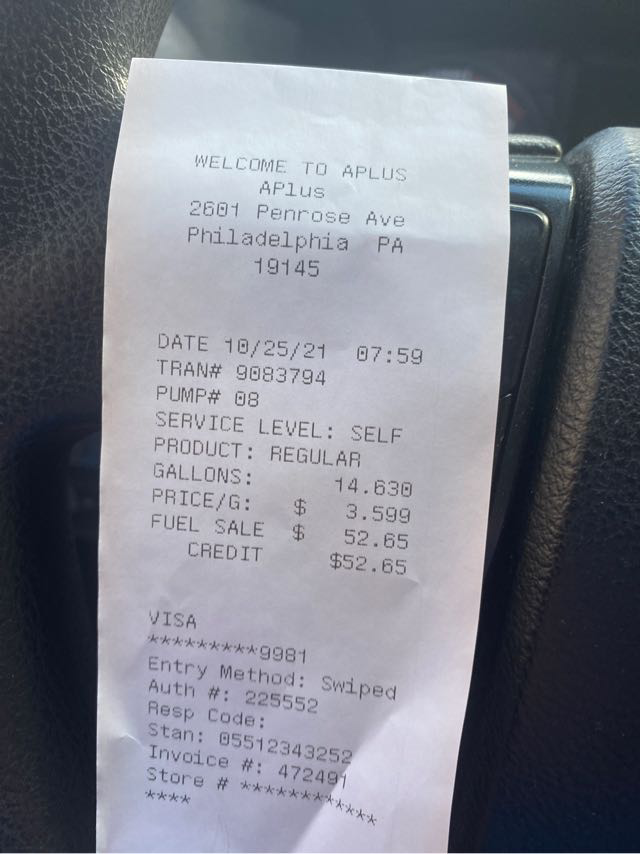 WELCOME TO APLUS
APlus
2601 Penrose Ave
Philadelphia PA
19145
DATE 10/25/21 07:59
TRAN# 9083794
PUMP# 08
SERVICE LEVEL: SELF
PRODUCT: REGULAR
GALLONS: 14.630
PRICE/G: $ 3.599
FUEL SALE $ 52.65
CREDIT $52.65
VISA
*********9981
Entry Method: Swiped
Auth #: 225552
Resp Code:
Stan: 05512343252
Invoice #: 472491
Store # ************
****